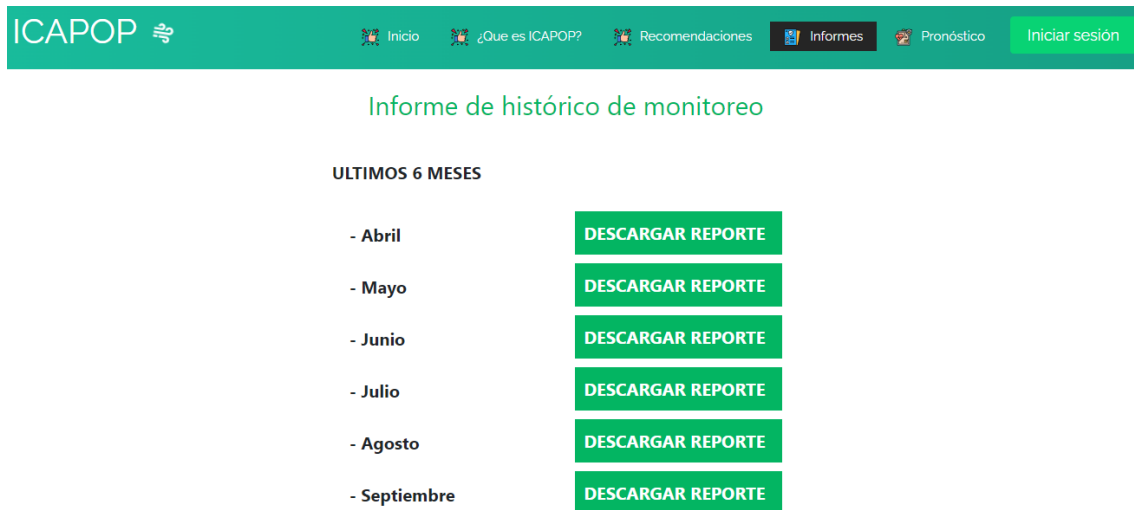 ICAPOP
Inicio
¿Que es ICAPOP?
Recomendaciones
Informes
Pronóstico
Iniciar sesión
Informe de histórico de monitoreo
ULTIMOS 6 MESES
- Abril DESCARGAR REPORTE
- Mayo DESCARGAR REPORTE
- Junio DESCARGAR REPORTE
- Julio DESCARGAR REPORTE
- Agosto DESCARGAR REPORTE
- Septiembre DESCARGAR REPORTE